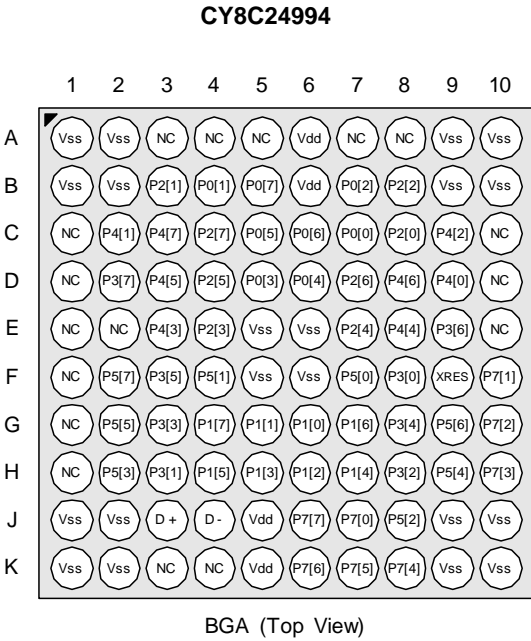 CY8C24994
1 2 3 4 5 6 7 8 9 10
A Vss Vss NC NC NC Vdd NC NC Vss Vss
B Vss Vss P2[1] P0[1] P0[7] Vdd P0[2] P2[2] Vss Vss
C NC P4[1] P4[7] P2[7] P0[5] P0[6] P0[0] P2[0] P4[2] NC
D NC P3[7] P4[5] P2[5] P0[3] P0[4] P2[6] P4[6] P4[0] NC
E NC NC P4[3] P2[3] Vss Vss P2[4] P4[4] P3[6] NC
F NC P5[7] P3[5] P5[1] Vss Vss P5[0] P3[0] XRES P7[1]
G NC P5[5] P3[3] P1[7] P1[1] P1[0] P1[6] P3[4] P5[6] P7[2]
H NC P5[3] P3[1] P1[5] P1[3] P1[2] P1[4] P3[2] P5[4] P7[3]
J Vss Vss D + D - Vdd P7[7] P7[0] P5[2] Vss Vss
K Vss Vss NC NC Vdd P7[6] P7[5] P7[4] Vss Vss
BGA (Top View)